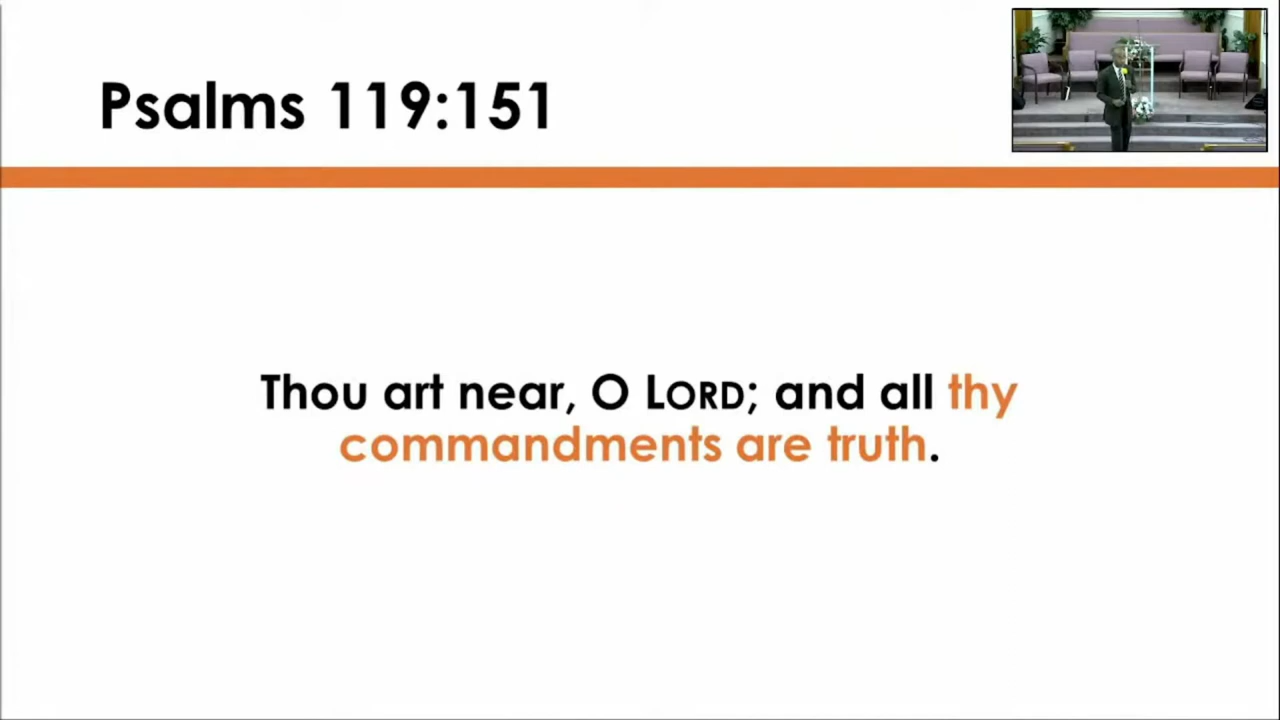 Psalms 119:151
Thou art near, O LORD; and all thy
commandments are truth.